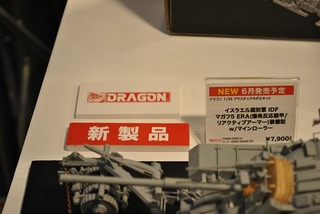 DRAGON
新製品
NEW 6月発売予定
ドラゴン 1/35 プラスチックモデルキット
イスラエル国防軍 IDF
マガフ5 ERA(爆発反応装甲/
リアクティブアーマー)装着型
w/マインローラー
¥7,900